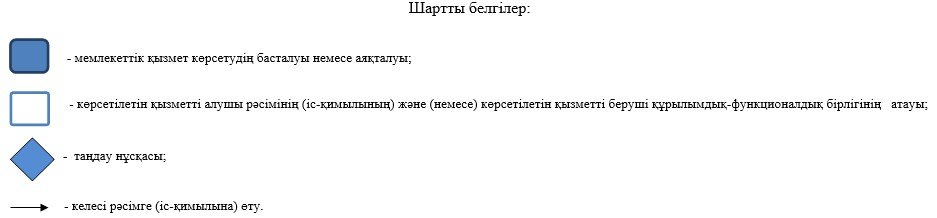 Шартты белгілер:
- мемлекеттік қызмет көрсетудің басталуы немесе аяқталуы;
- көрсетілетін қызметті алушы рәсімінің (іс-қимылының) және (немесе) көрсетілетін қызметті беруші құрылымдық-функционалдық бірлігінің атауы;
- таңдау нұсқасы;
- келесі рәсімге (іс-қимылына) өту.